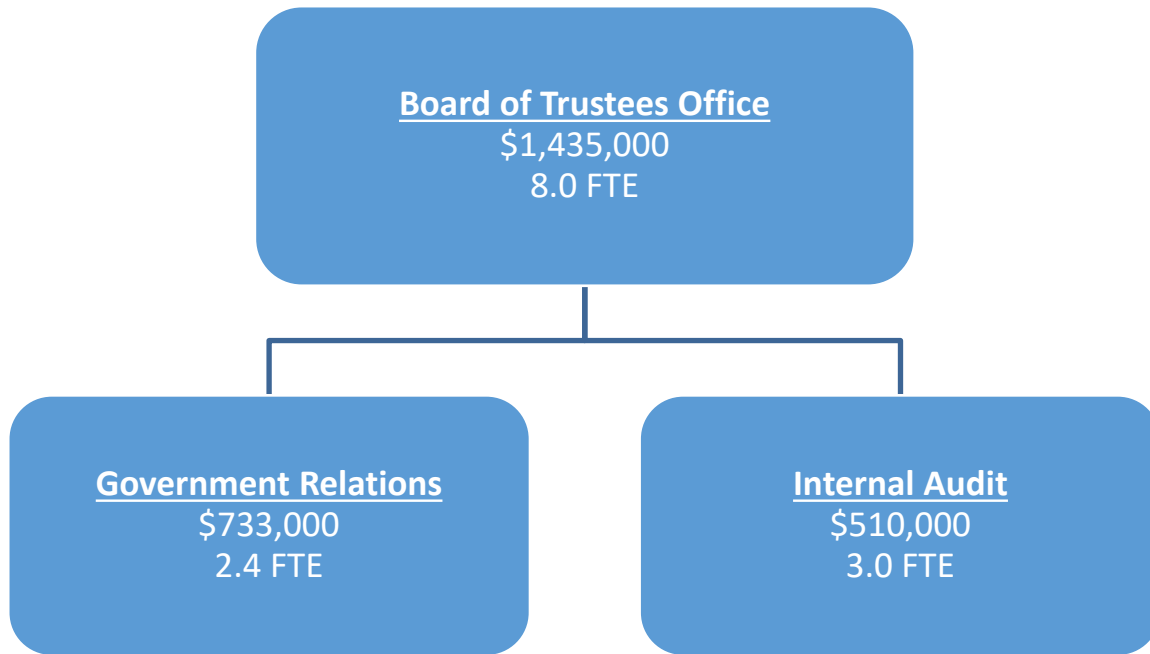 Board of Trustees Office
$1,435,000
8.0 FTE
Government Relations
$733,000
2.4 FTE
Internal Audit
$510,000
3.0 FTE